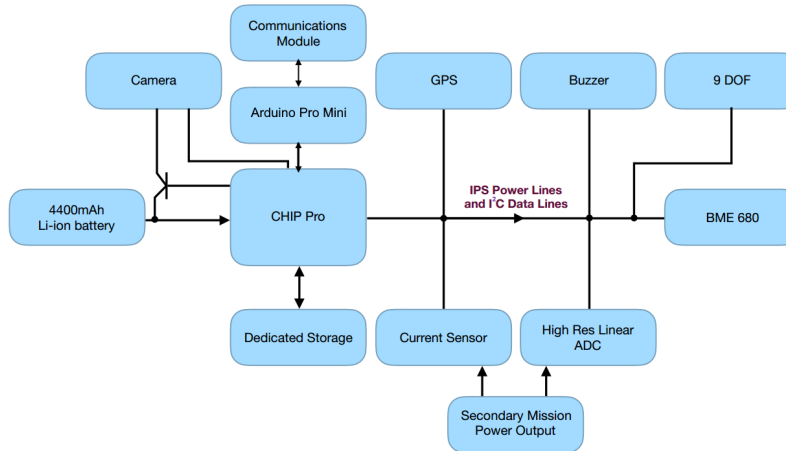 Communications
Module
Camera
GPS
Buzzer
9 DOF
Arduino Pro Mini
4400mAh
Li-ion battery
CHIP Pro
IPS Power Lines
and I²C Data Lines
BME 680
Dedicated Storage
Current Sensor
High Res Linear
ADC
Secondary Mission
Power Output